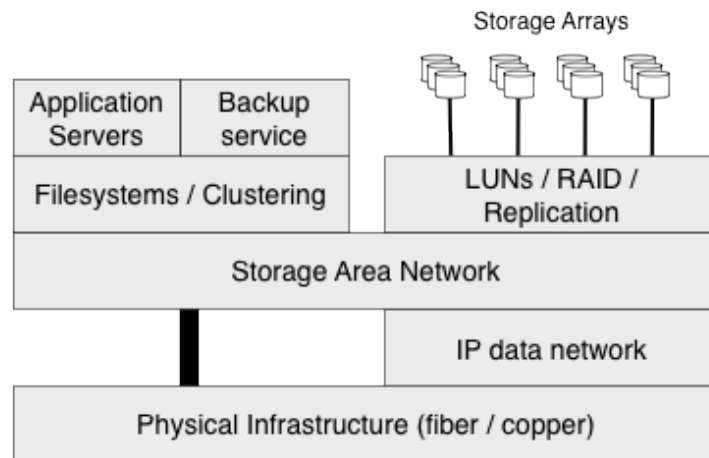 Storage Arrays
Application
Servers
Backup
service
Filesystems / Clustering
LUNs / RAID /
Replication
Storage Area Network
IP data network
Physical Infrastructure (fiber / copper)